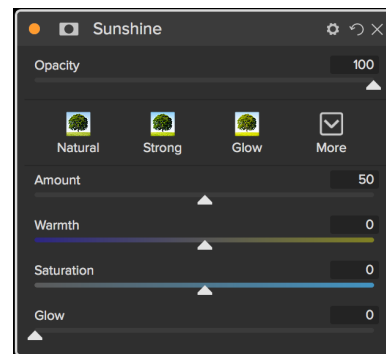 Sunshine
Opacity 100
Natural Strong Glow More
Amount 50
Warmth 0
Saturation 0
Glow 0